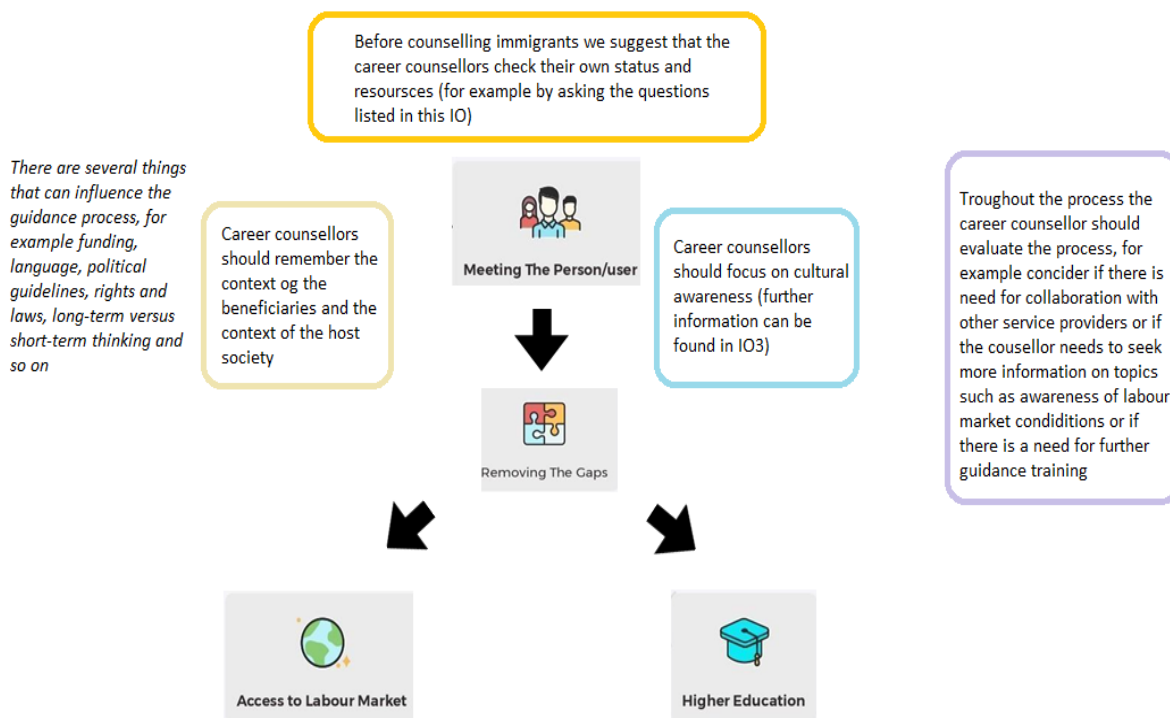 Before counselling immigrants we suggest that the
career counsellors check their own status and
resoursces (for example by asking the questions
listed in this IO)
There are several things
that can influence the
guidance process, for
example funding,
language, political
guidelines, rights and
laws, long-term versus
short-term thinking and
so on
Career counsellors
should remember the
context og the
beneficiaries and the
context of the host
society
Meeting The Person/user
Career counsellors
should focus on cultural
awareness (further
information can be
found in IO3)
Troughout the process the
career counsellor should
evaluate the process, for
example concider if there is
need for collaboration with
other service providers or if
the cousellor needs to seek
more information on topics
such as awareness of labour
market condiditions or if
there is a need for further
guidance training
Removing The Gaps
Access to Labour Market
Higher Education